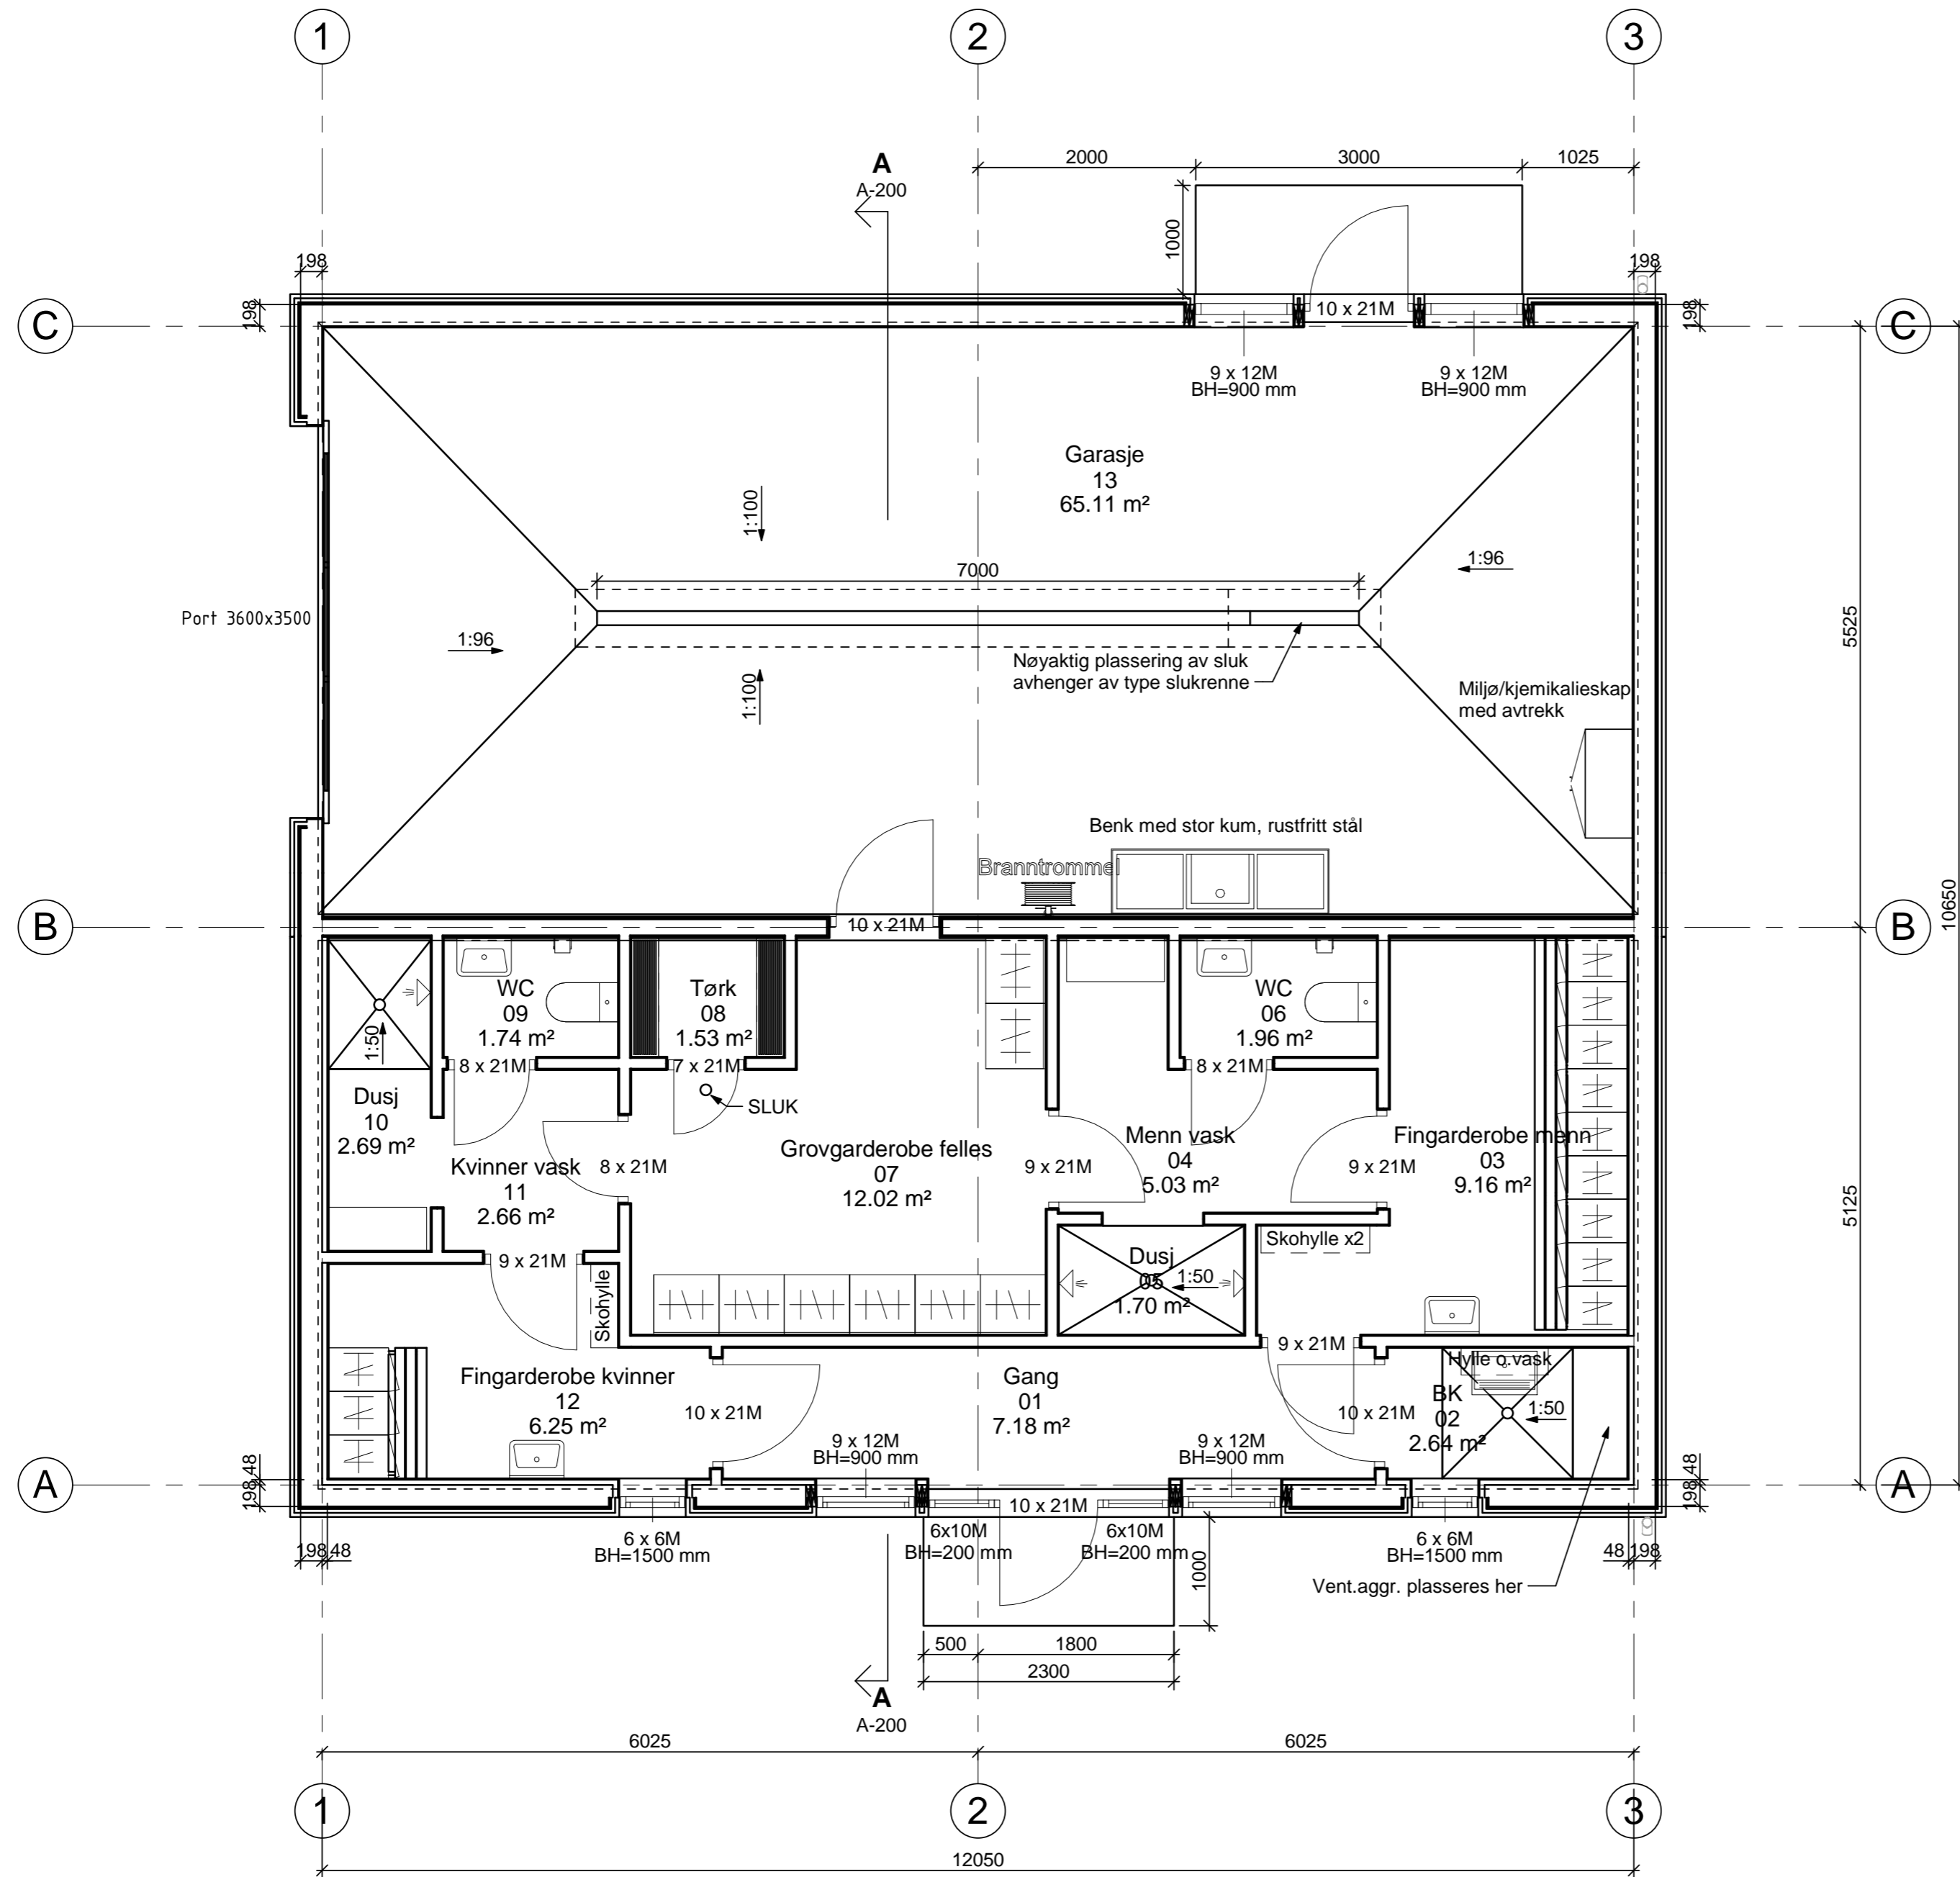 1
2
3
A
A-200
2000
3000
1025
1000
198
198
C
198
10 x 21M
198
C
9 x 12M
BH=900 mm
9 x 12M
BH=900 mm
Garasje
13
65.11 m²
1:100
1:96
7000
Port 3600x3500
1:96
5525
Nøyaktig plassering av sluk
avhenger av type slukrenne
1:100
Miljø/kjemikalieskap
med avtrekk
Benk med stor kum, rustfritt stål
Branntrommel
10650
B
10 x 21M
B
WC
09
1.74 m²
Tørk
08
1.53 m²
WC
06
1.96 m²
1:50
8 x 21M
7 x 21M
8 x 21M
Dusj
10
2.69 m²
SLUK
Grovgarderobe felles
07
12.02 m²
Menn vask
04
5.03 m²
Fingarderobe menn
03
9.16 m²
Kvinner vask
11
2.66 m²
8 x 21M
9 x 21M
9 x 21M
5125
9 x 21M
Skohylle x2
Skohylle
Dusj
05
1.70 m²
1:50
9 x 21M
Hylle o.vask
Fingarderobe kvinner
12
6.25 m²
Gang
01
7.18 m²
BK
02
2.64 m²
1:50
10 x 21M
10 x 21M
9 x 12M
BH=900 mm
9 x 12M
BH=900 mm
48
198
A
48
198
A
10 x 21M
6 x 6M
BH=1500 mm
6x10M
BH=200 mm
6x10M
BH=200 mm
6 x 6M
BH=1500 mm
198
48
48
198
1000
Vent.aggr. plasseres her
500
1800
2300
A
A-200
6025
6025
1
2
3
12050